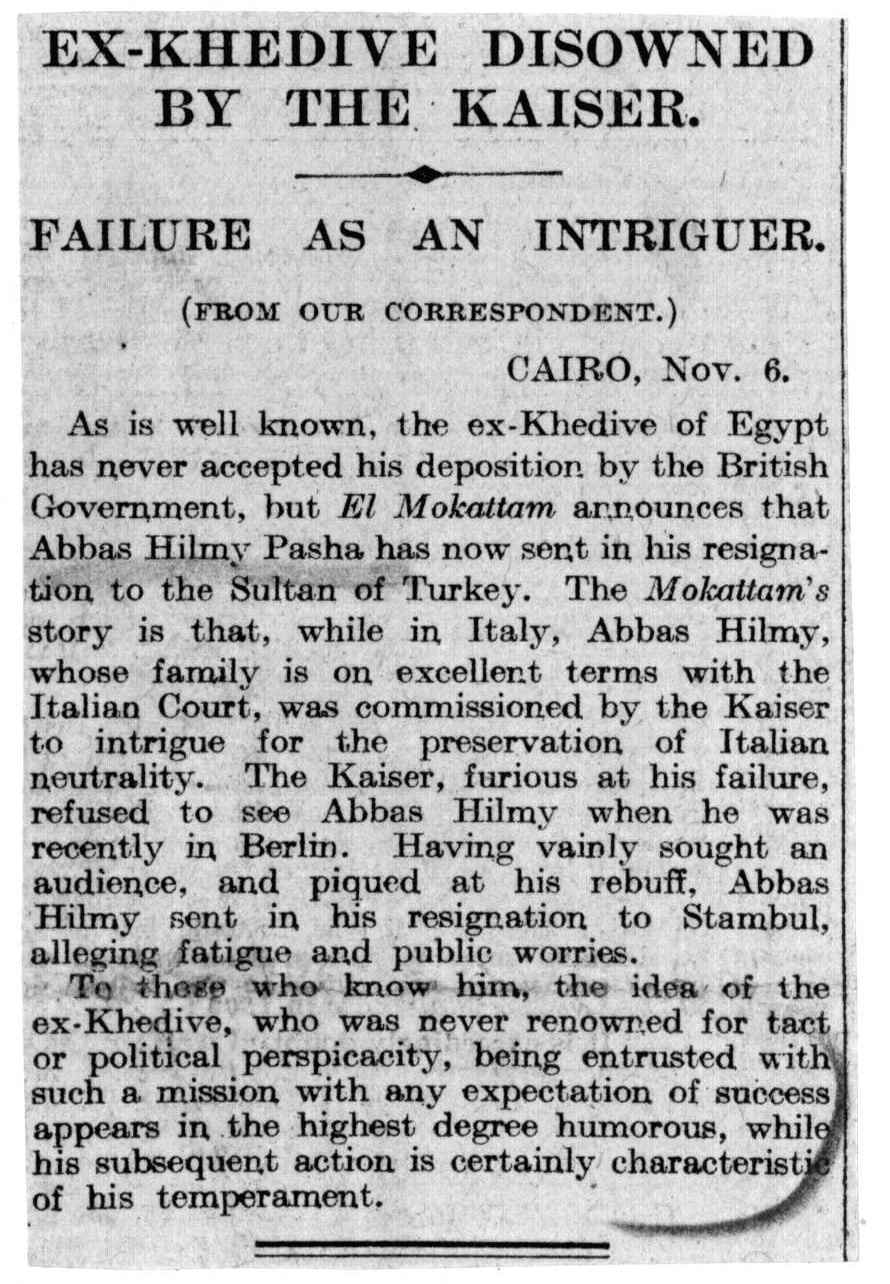 EX-KHEDIVE DISOWNED
BY THE KAISER.
FAILURE AS AN INTRIGUER.
(FROM OUR CORRESPONDENT.)
CAIRO, Nov. 6.
As is well known, the ex-Khedive of Egypt
has never accepted his deposition by the British
Government, but El Mokattam announces that
Abbas Hilmy Pasha has now sent in his resigna-
tion to the Sultan of Turkey. The Mokattam's
story is that, while in Italy, Abbas Hilmy,
whose family is on excellent terms with the
Italian Court, was commissioned by the Kaiser
to intrigue for the preservation of Italian
neutrality. The Kaiser, furious at his failure,
refused to see Abbas Hilmy when he was
recently in Berlin. Having vainly sought an
audience, and piqued at his rebuff, Abbas
Hilmy sent in his resignation to Stambul,
alleging fatigue and public worries.
To those who know him, the idea of the
ex-Khedive, who was never renowned for tact
or political perspicacity, being entrusted with
such a mission with any expectation of success
appears in the highest degree humorous, while
his subsequent action is certainly characteristic
of his temperament.